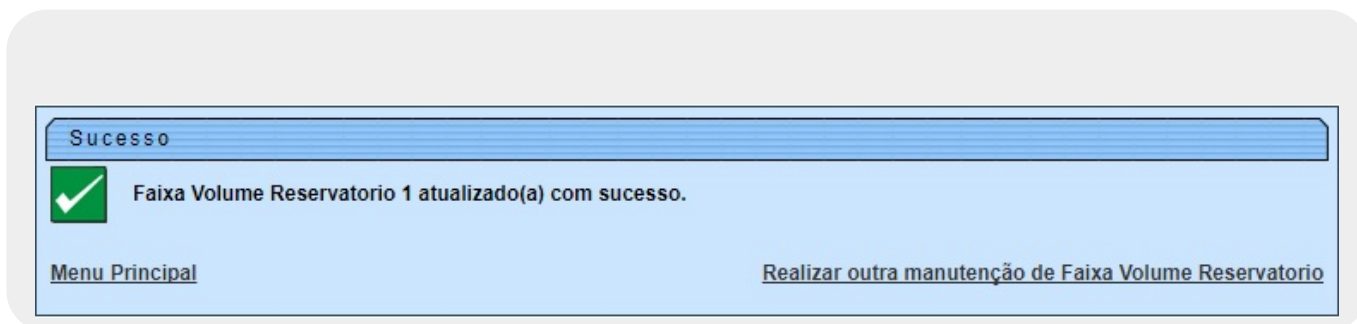 Sucesso
Faixa Volume Reservatorio 1 atualizado(a) com sucesso.
Menu Principal
Realizar outra manutenção de Faixa Volume Reservatorio